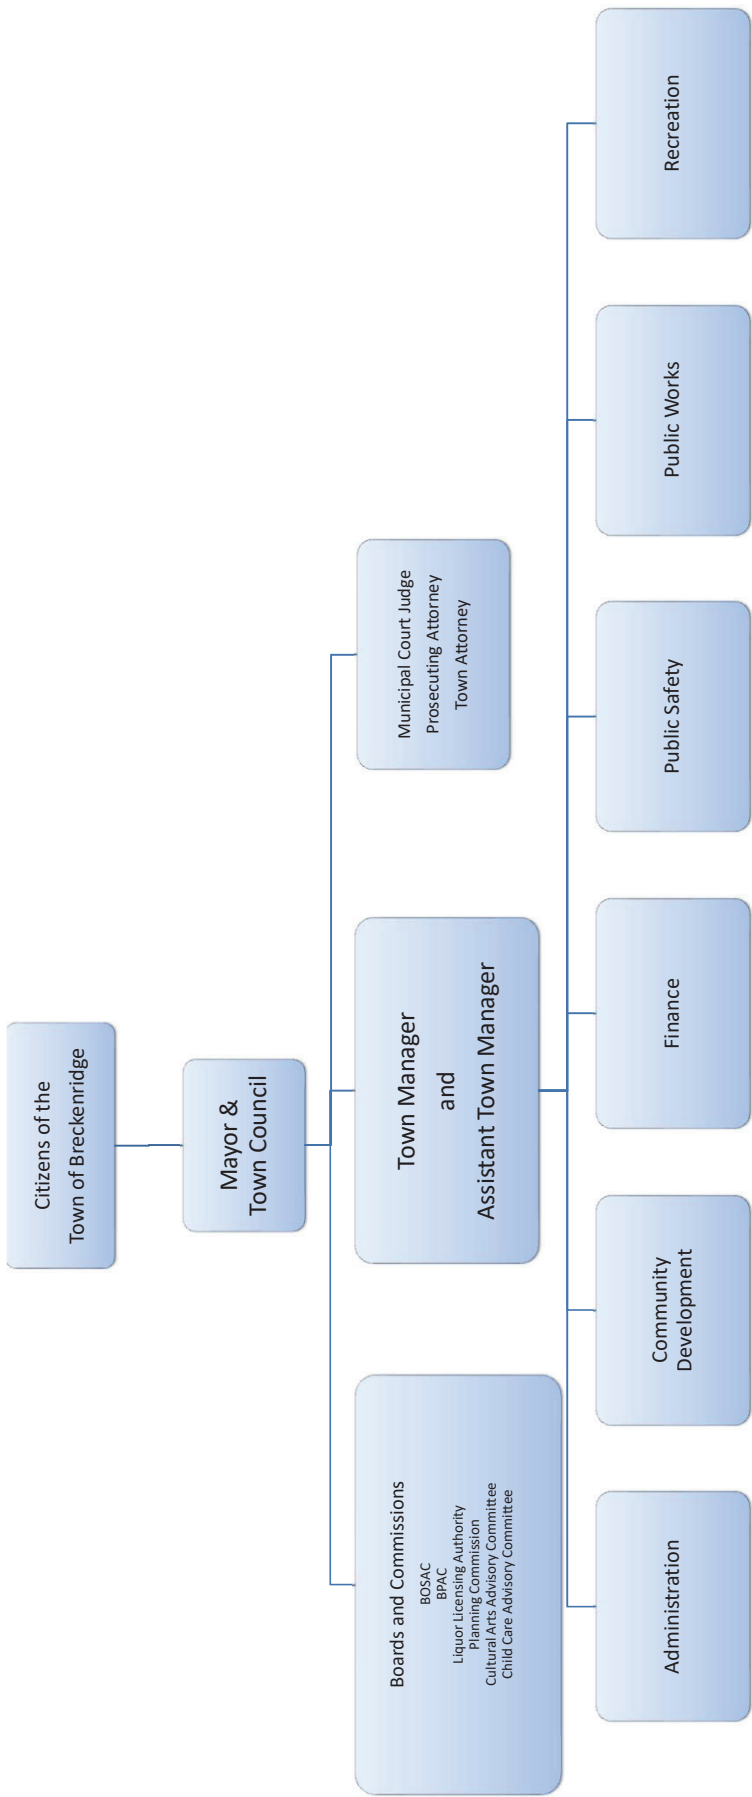 Citizens of the
Town of Breckenridge
Mayor &
Town Council
Boards and Commissions
BOSAC
BPAC
Liquor Licensing Authority
Planning Commission
Cultural Arts Advisory Committee
Child Care Advisory Committee
Town Manager
and
Assistant Town Manager
Municipal Court Judge
Prosecuting Attorney
Town Attorney
Administration
Community
Development
Finance
Public Safety
Public Works
Recreation